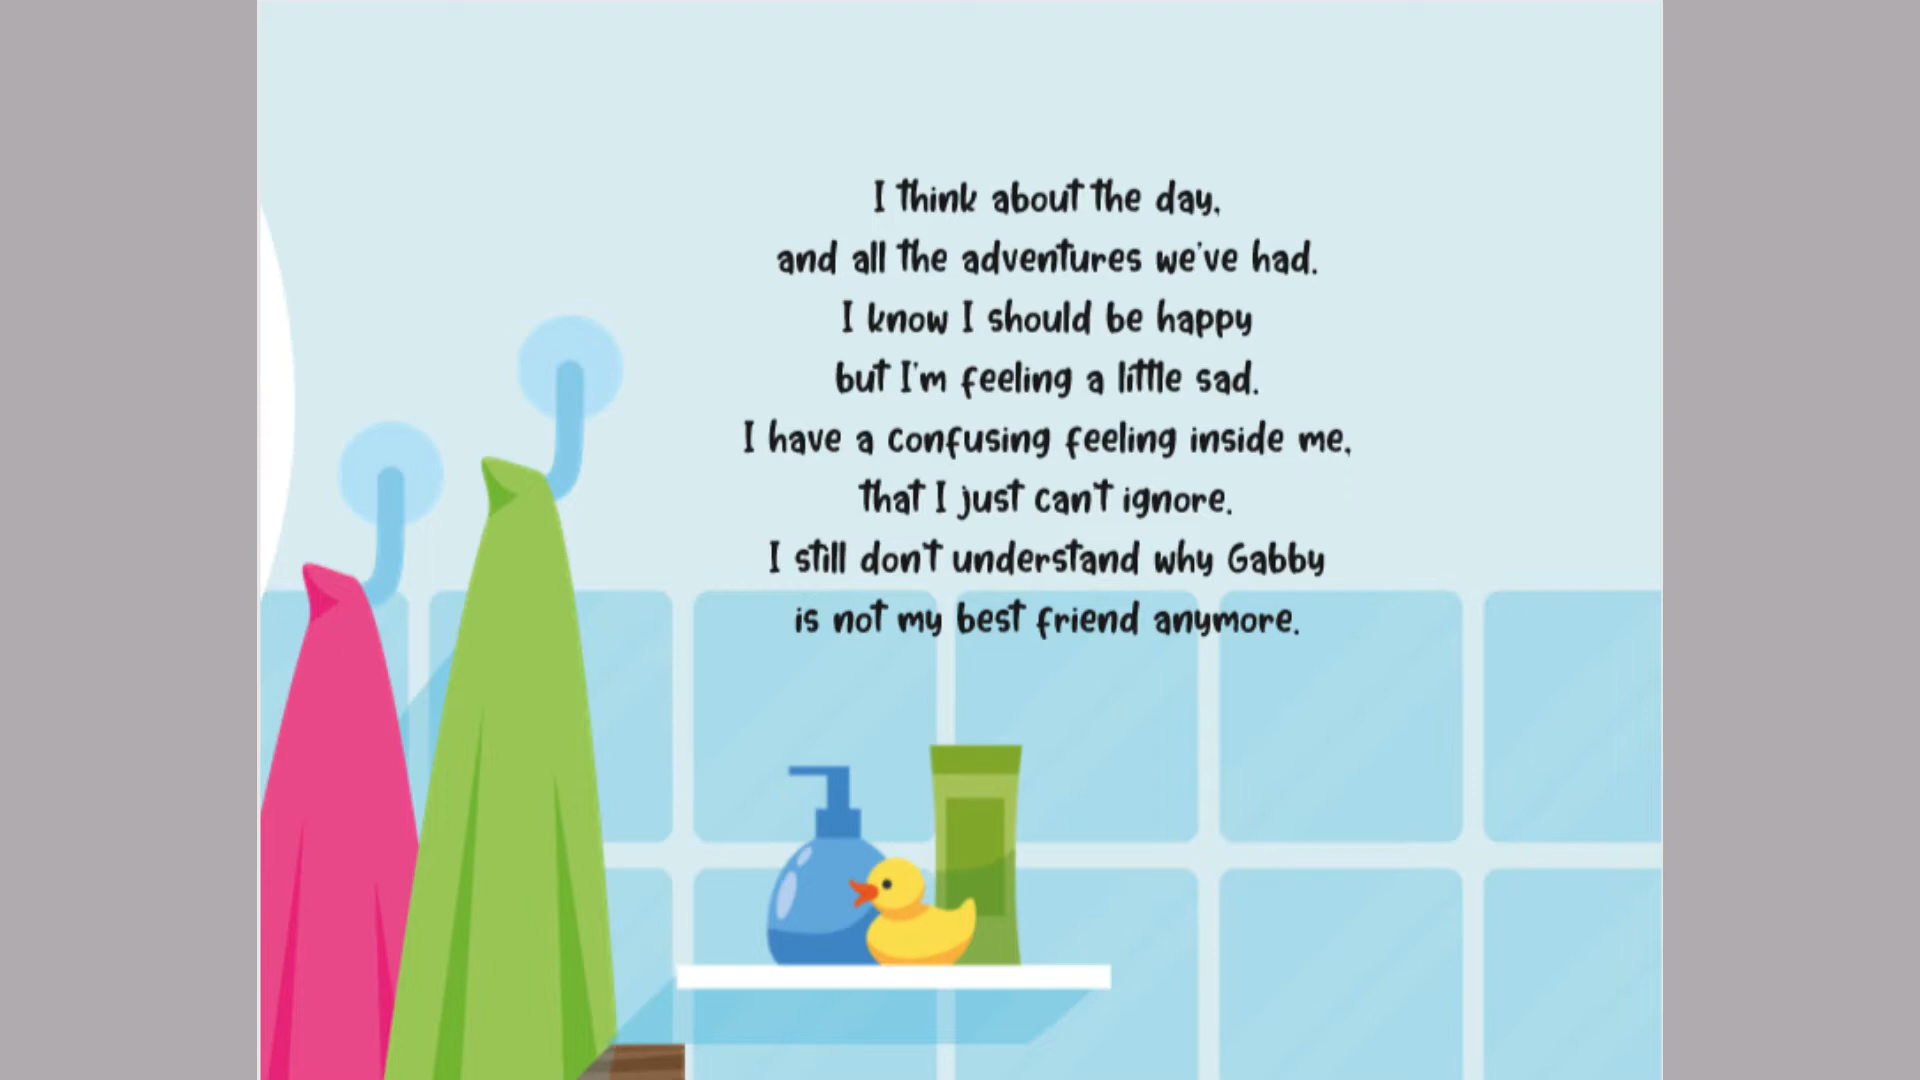 I think about the day,
and all the adventures we've had.
I know I should be happy
but I'm feeling a little sad.
I have a confusing feeling inside me,
that I just can't ignore.
I still don't understand why Gabby
is not my best friend anymore.